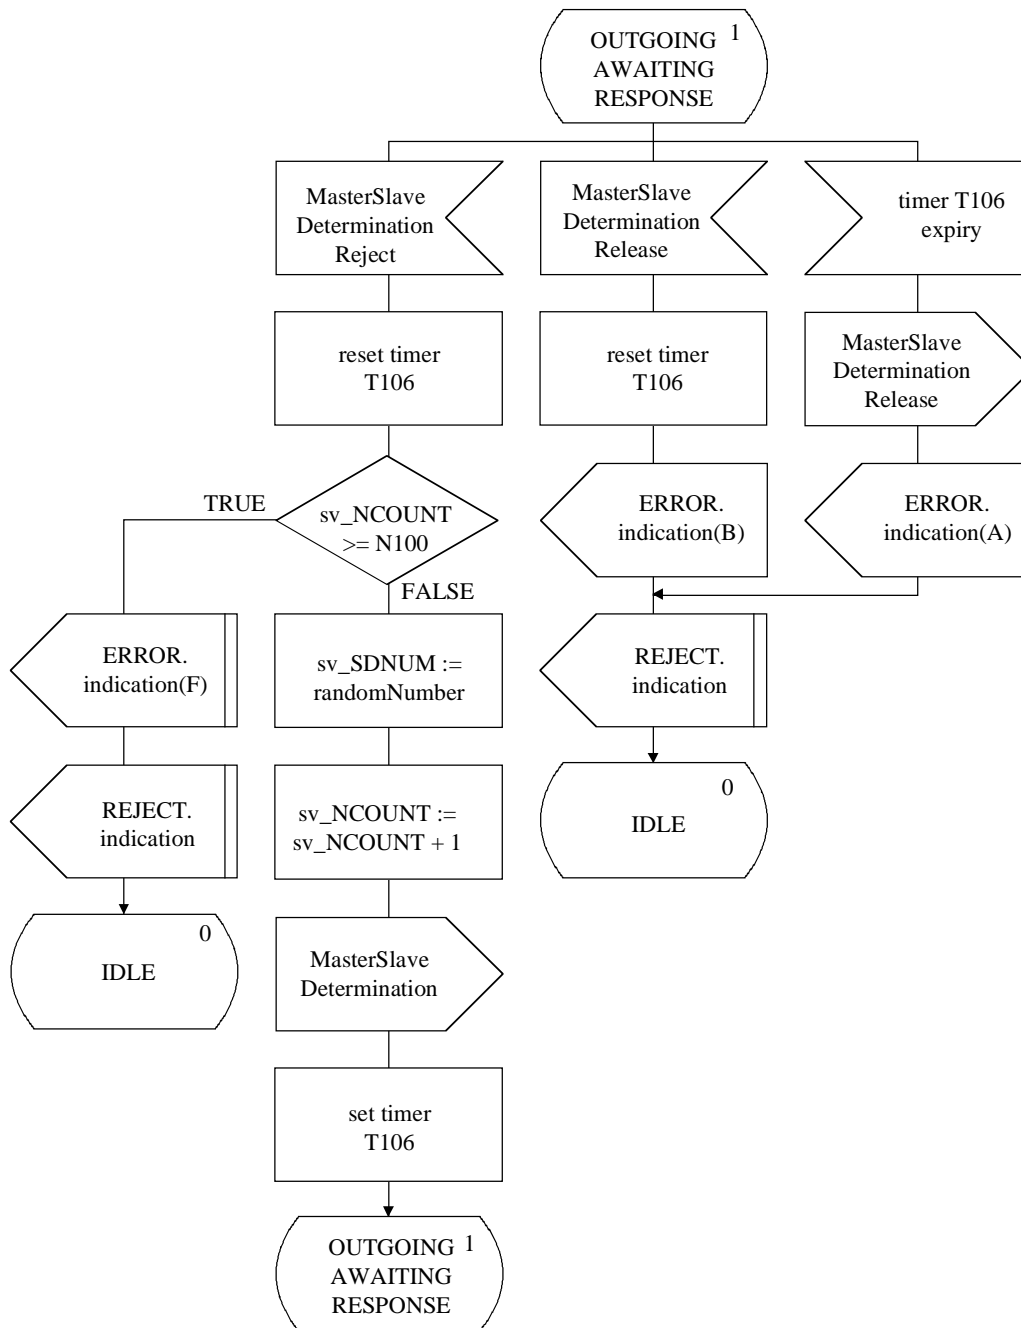 OUTGOING 1
AWAITING
RESPONSE
MasterSlave
Determination
Reject
MasterSlave
Determination
Release
timer T106
expiry
reset timer
T106
reset timer
T106
MasterSlave
Determination
Release
TRUE
sv_NCOUNT
>= N100
FALSE
ERROR.
indication(B)
ERROR.
indication(A)
ERROR.
indication(F)
sv_SDNUM :=
randomNumber
REJECT.
indication
REJECT.
indication
sv_NCOUNT :=
sv_NCOUNT + 1
0
IDLE
0
IDLE
MasterSlave
Determination
set timer
T106
OUTGOING 1
AWAITING
RESPONSE